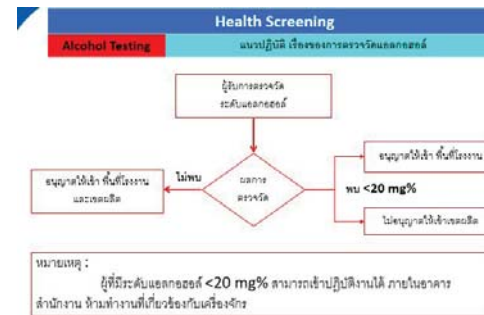 Health Screening
Alcohol Testing
แนวปฏิบัติ เรื่องของการตรวจวัดแอลกอฮอล์
ผู้รับการตรวจวัด
ระดับแอลกอฮอล์
ไม่พบ
ผลการ
ตรวจวัด
อนุญาตให้เข้า พื้นที่โรงงาน
และเขตผลิต
พบ <20 mg%
อนุญาตให้เข้า พื้นที่โรงงาน
ไม่อนุญาตให้เข้าเขตผลิต
หมายเหตุ :
ผู้ที่มีระดับแอลกอฮอล์ <20 mg% สามารถเข้าปฏิบัติงานได้ ภายในอาคาร
สำนักงาน ห้ามทำงานที่เกี่ยวข้องกับเครื่องจักร